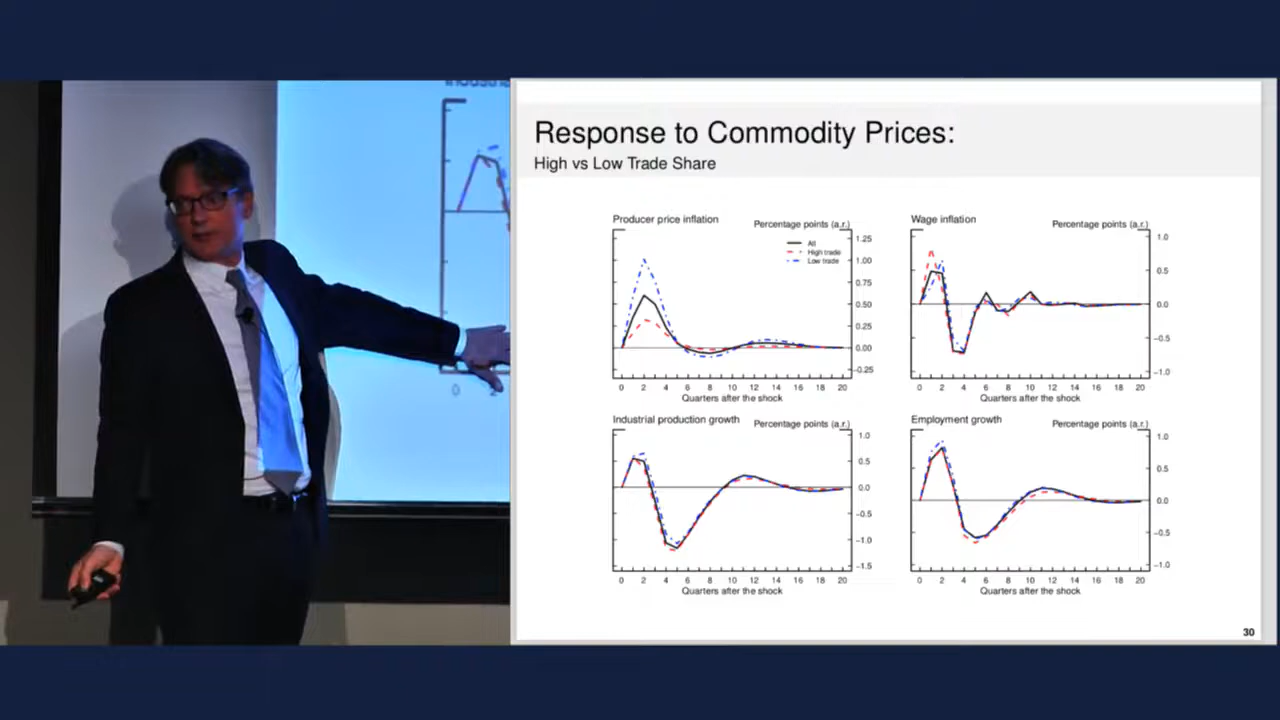 Response to Commodity Prices:
High vs Low Trade Share
Producer price inflation
Percentage points (a.r.)
All
High trade
Low trade
1.25
1.00
0.75
0.50
0.25
0.00
−0.25
0 2 4 6 8 10 12 14 16 18 20
Quarters after the shock
Wage inflation
Percentage points (a.r.)
1.0
0.5
0.0
−0.5
−1.0
0 2 4 6 8 10 12 14 16 18 20
Quarters after the shock
Industrial production growth
Percentage points (a.r.)
1.0
0.5
0.0
−0.5
−1.0
−1.5
0 2 4 6 8 10 12 14 16 18 20
Quarters after the shock
Employment growth
Percentage points (a.r.)
1.0
0.5
0.0
−0.5
−1.0
0 2 4 6 8 10 12 14 16 18 20
Quarters after the shock
30
0